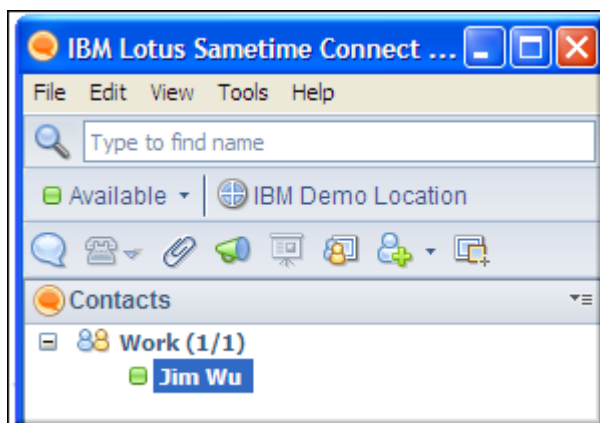 IBM Lotus Sametime Connect ...
File Edit View Tools Help
Type to find name
Available IBM Demo Location
Contacts
Work (1/1)
Jim Wu